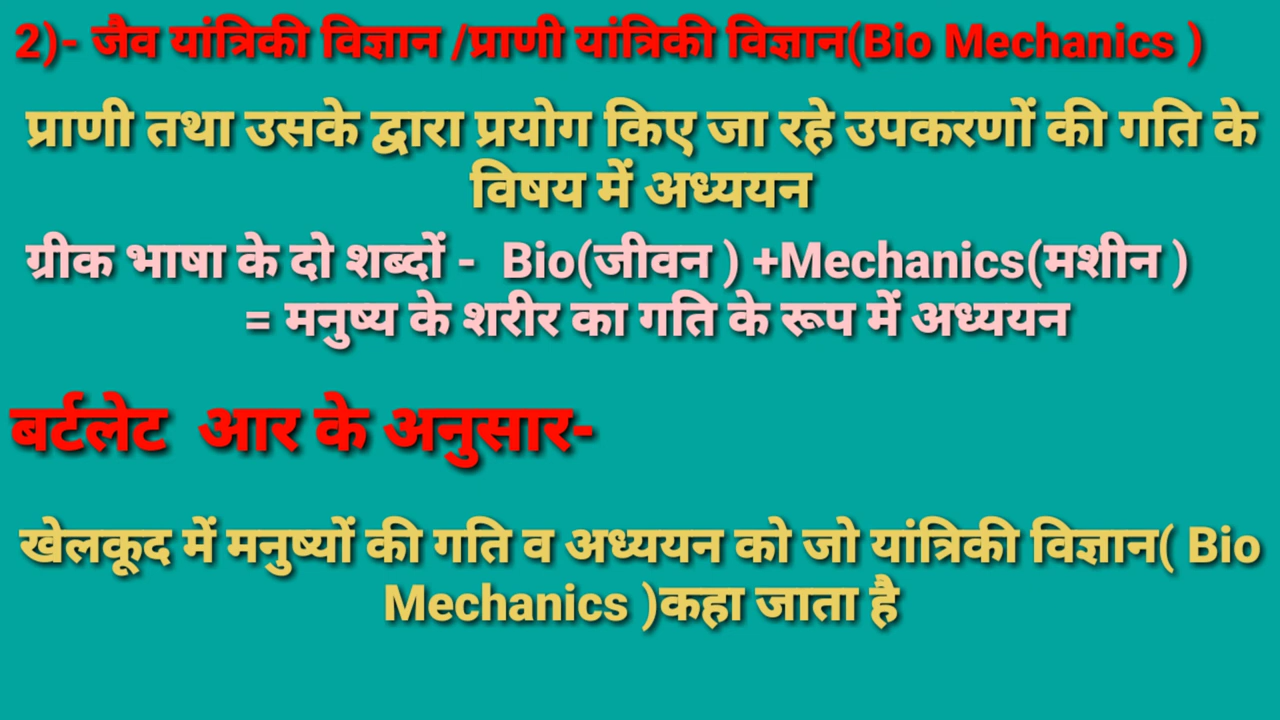 2)- जैव यांत्रिकी विज्ञान /प्राणी यांत्रिकी विज्ञान(Bio Mechanics )
प्राणी तथा उसके द्वारा प्रयोग किए जा रहे उपकरणों की गति के
विषय में अध्ययन
ग्रीक भाषा के दो शब्दों - Bio(जीवन ) +Mechanics(मशीन )
= मनुष्य के शरीर का गति के रूप में अध्ययन
बर्टलेट आर के अनुसार-
खेलकूद में मनुष्यों की गति व अध्ययन को जो यांत्रिकी विज्ञान( Bio
Mechanics )कहा जाता है